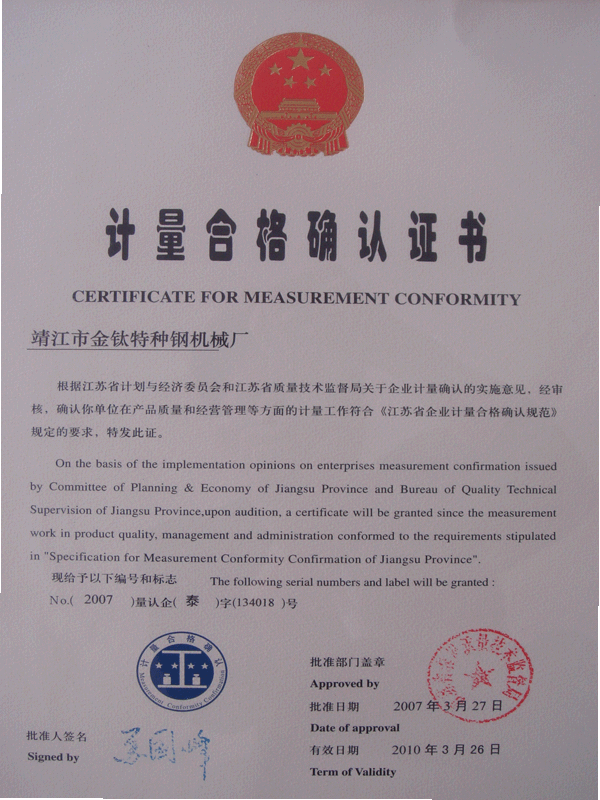 计量合格确认证书
CERTIFICATE FOR MEASUREMENT CONFORMITY
靖江市金钛特种钢机械厂
根据江苏省计划与经济委员会和江苏省质量技术监督局关于企业计量确认的实施意见，经审
核，确认你单位在产品质量和经营管理等方面的计量工作符合《江苏省企业计量合格确认规范》
规定的要求，特发此证。
On the basis of the implementation opinions on enterprises measurement confirmation issued
by Committee of Planning & Economy of Jiangsu Province and Bureau of Quality Technical
Supervision of Jiangsu Province,upon audition, a certificate will be granted since the measurement
work in product quality, management and administration conformed to the requirements stipulated
in "Specification for Measurement Conformity Confirmation of Jiangsu Province".
现给予以下编号和标志 The following serial numbers and label will be granted :
No.( 2007 )量认企( 泰 )字(134018 )号
计量合格确认
Measurement Conformity Confirmation
批准部门盖章
Approved by
批准日期 2007 年 3 月 27 日
Date of approval
有效日期 2010 年 3 月 26 日
Term of Validity
批准人签名
Signed by